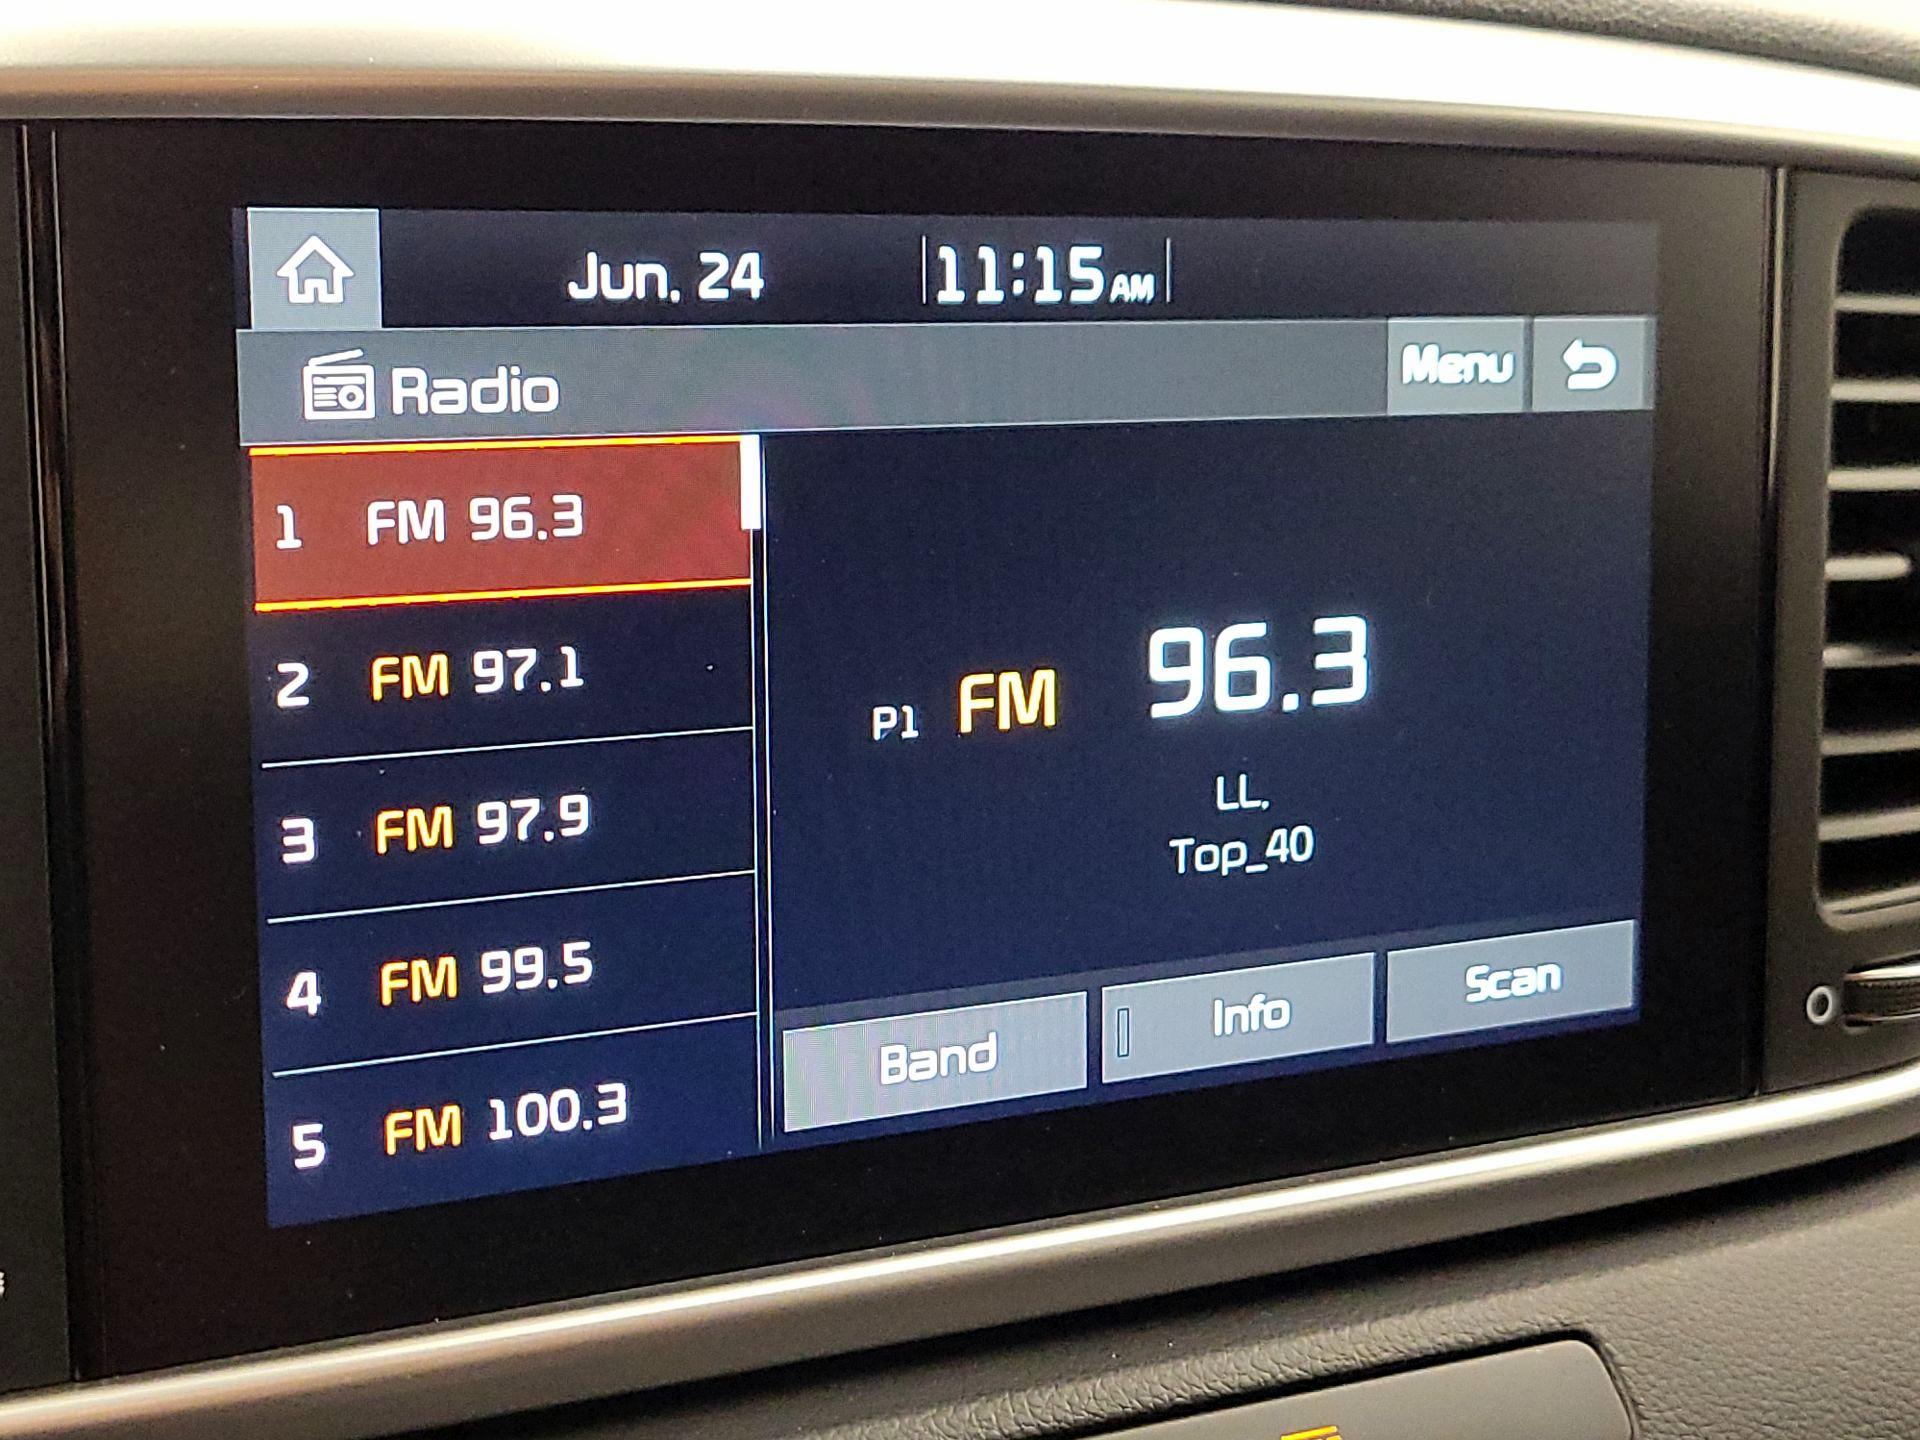 Jun. 24 11:15 AM
Radio Menu
1 FM 96.3
2 FM 97.1
3 FM 97.9
4 FM 99.5
5 FM 100.3
P1 FM 96.3
LL.
Top_40
Band Info Scan